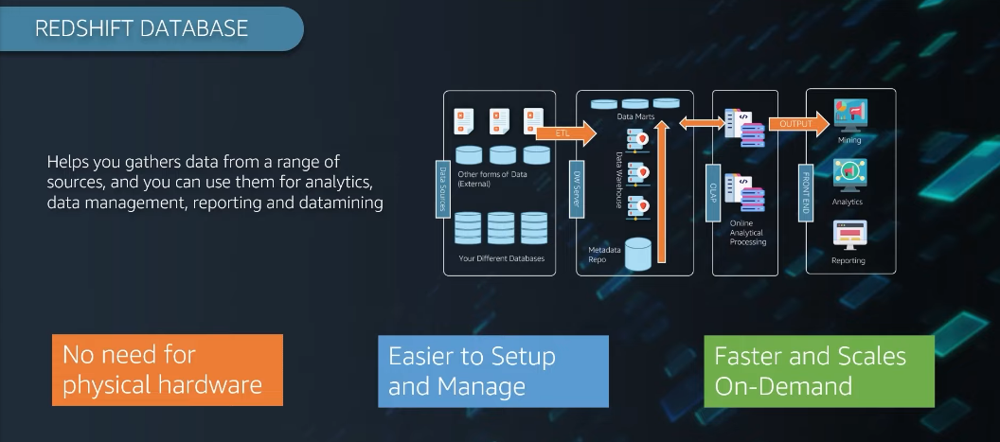 REDSHIFT DATABASE
Helps you gathers data from a range of
sources, and you can use them for analytics,
data management, reporting and datamining
Data Sources
Other forms of Data
(External)
Your Different Databases
ETL
DW Server
Data Marts
Data Warehouse
Metadata
Repo
OLAP
Online
Analytical
Processing
OUTPUT
FRONT END
Mining
Analytics
Reporting
No need for
physical hardware
Easier to Setup
and Manage
Faster and Scales
On-Demand